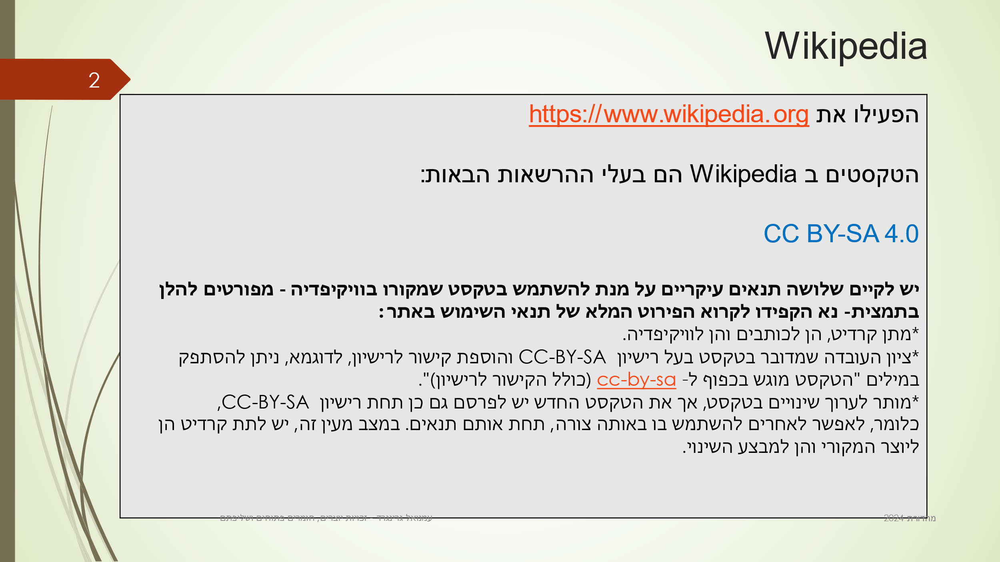 Wikipedia
2
הפעילו את https://www.wikipedia.org
הטקסטים ב Wikipedia הם בעלי ההרשאות הבאות:
CC BY-SA 4.0
יש לקיים שלושה תנאים עיקריים על מנת להשתמש בטקסט שמקורו בוויקיפדיה - מפורטים להלן
בתמצית- נא הקפידו לקרוא הפירוט המלא של תנאי השימוש באתר:
*מתן קרדיט, הן לכותבים והן לוויקיפדיה.
*ציון העובדה שמדובר בטקסט בעל רישיון CC-BY-SA והוספת קישור לרישיון, לדוגמא, ניתן להסתפק
במילים "הטקסט מוגש בכפוף ל- cc-by-sa (כולל הקישור לרישיון)".
*מותר לערוך שינויים בטקסט, אך את הטקסט החדש יש לפרסם גם כן תחת רישיון CC-BY-SA,
כלומר, לאפשר לאחרים להשתמש בו באותה צורה, תחת אותם תנאים. במצב מעין זה, יש לתת קרדיט הן
ליוצר המקורי והן למבצע השינוי.
מהדורת 2024
עמנואל גרינגרד - זכויות יוצרים, חומרים פתוחים ושליפתם